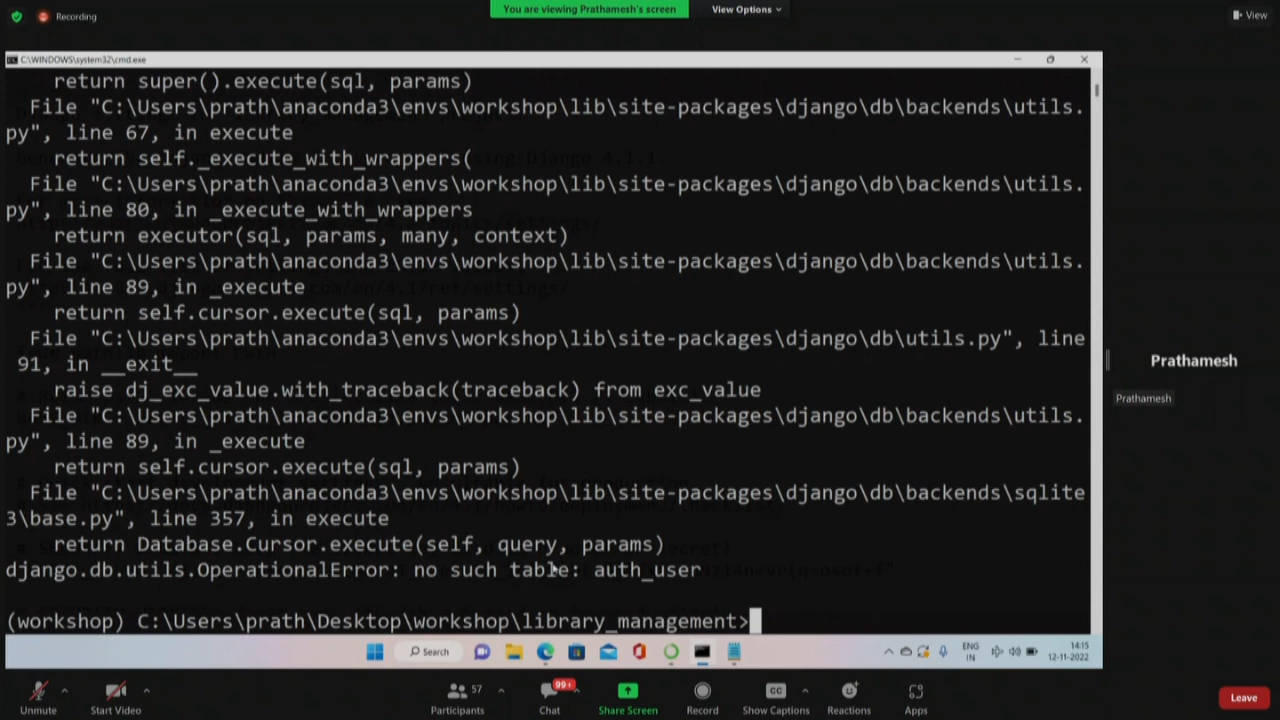 Recording
You are viewing Prathamesh's screen
View Options
View
C:\WINDOWS\system32\cmd.exe
return super().execute(sql, params)
File "C:\Users\prath\anaconda3\envs\workshop\lib\site-packages\django\db\backends\utils.
py", line 67, in execute
return self._execute_with_wrappers(
File "C:\Users\prath\anaconda3\envs\workshop\lib\site-packages\django\db\backends\utils.
py", line 80, in _execute_with_wrappers
return executor(sql, params, many, context)
File "C:\Users\prath\anaconda3\envs\workshop\lib\site-packages\django\db\backends\utils.
py", line 89, in _execute
return self.cursor.execute(sql, params)
File "C:\Users\prath\anaconda3\envs\workshop\lib\site-packages\django\db\utils.py", line
91, in __exit__
raise dj_exc_value.with_traceback(traceback) from exc_value
File "C:\Users\prath\anaconda3\envs\workshop\lib\site-packages\django\db\backends\utils.
py", line 89, in _execute
return self.cursor.execute(sql, params)
File "C:\Users\prath\anaconda3\envs\workshop\lib\site-packages\django\db\backends\sqlite
3\base.py", line 357, in execute
return Database.Cursor.execute(self, query, params)
django.db.utils.OperationalError: no such table: auth_user
(workshop) C:\Users\prath\Desktop\workshop\library_management>
Prathamesh
Prathamesh
Search
ENG
IN
14:15
12-11-2022
Unmute
Start Video
57
Participants
99+
Chat
Share Screen
Record
CC
Show Captions
Reactions
Apps
Leave